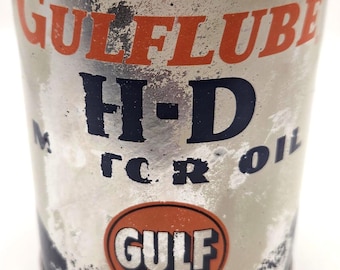 GULFLUBE
H-D
MOTOR OIL
GULF